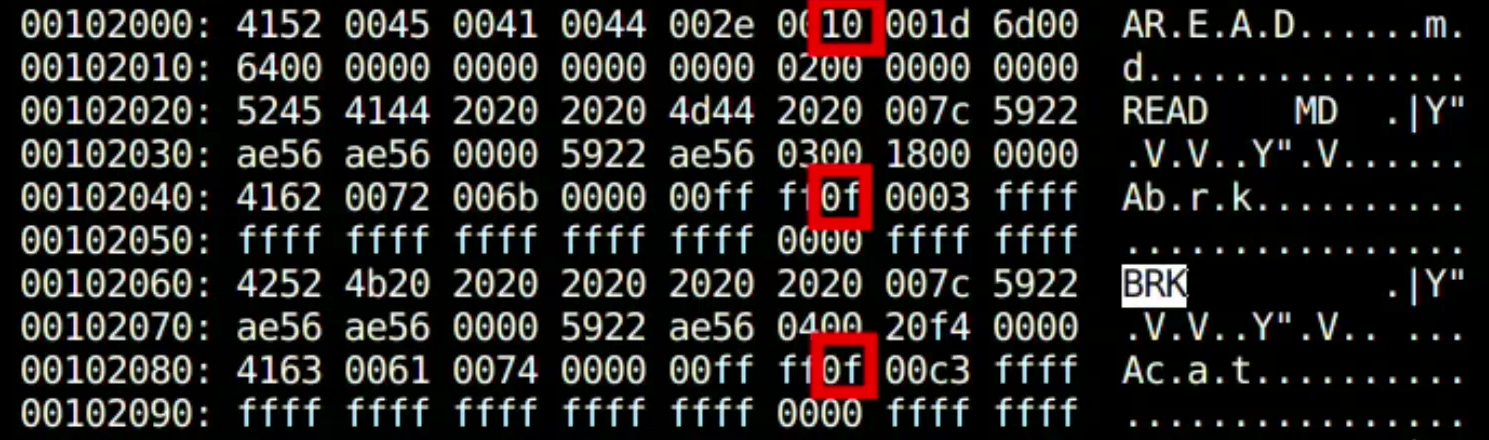 00102000: 4152 0045 0041 0044 002e 0010 001d 6d00 AR.E.A.D......m.
00102010: 6400 0000 0000 0000 0000 0200 0000 0000 d...............
00102020: 5245 4144 2020 2020 4d44 2020 007c 5922 READ    MD  .|Y"
00102030: ae56 ae56 0000 5922 ae56 0300 1800 0000 .V.V..Y".V......
00102040: 4162 0072 006b 0000 00ff ff0f 0003 ffff Ab.r.k..........
00102050: ffff ffff ffff ffff ffff 0000 ffff ffff ................
00102060: 4252 4b20 2020 2020 2020 2020 007c 5922 BRK         .|Y"
00102070: ae56 ae56 0000 5922 ae56 0400 20f4 0000 .V.V..Y".V.. ...
00102080: 4163 0061 0074 0000 00ff ff0f 00c3 ffff Ac.a.t..........
00102090: ffff ffff ffff ffff ffff 0000 ffff ffff ................